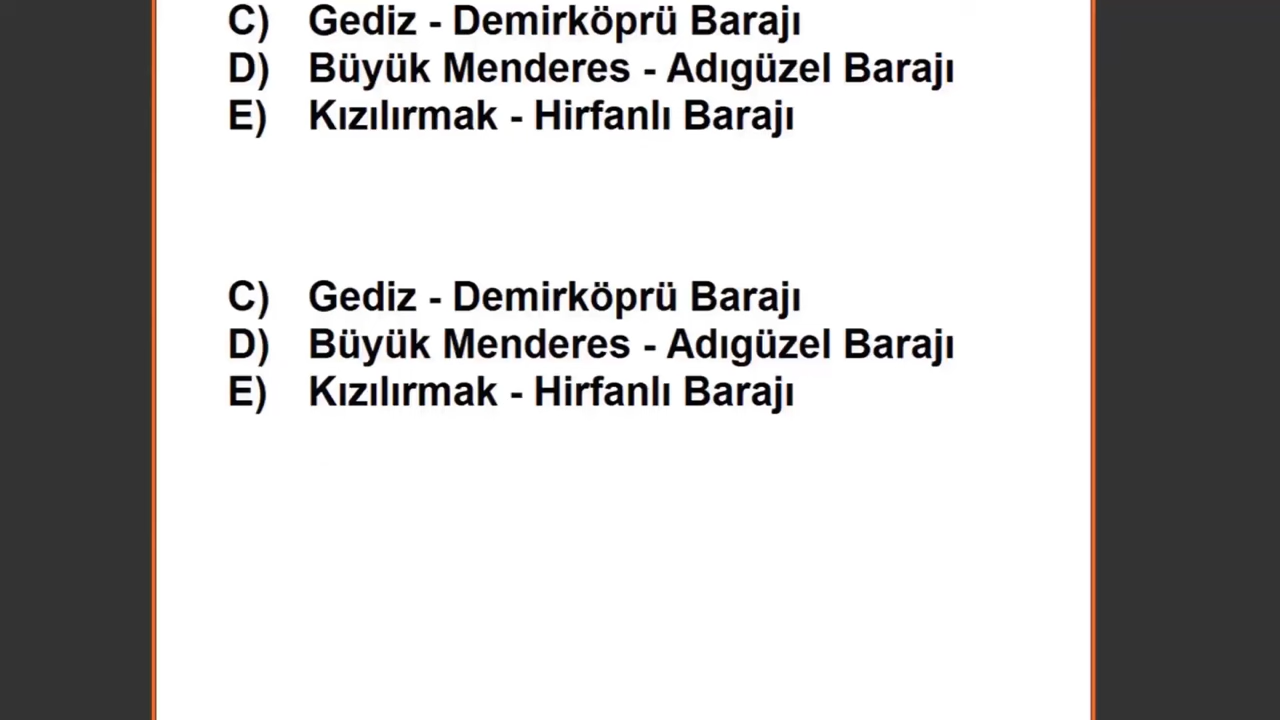 C) Gediz - Demirköprü Barajı
D) Büyük Menderes - Adıgüzel Barajı
E) Kızılırmak - Hirfanlı Barajı
C) Gediz - Demirköprü Barajı
D) Büyük Menderes - Adıgüzel Barajı
E) Kızılırmak - Hirfanlı Barajı